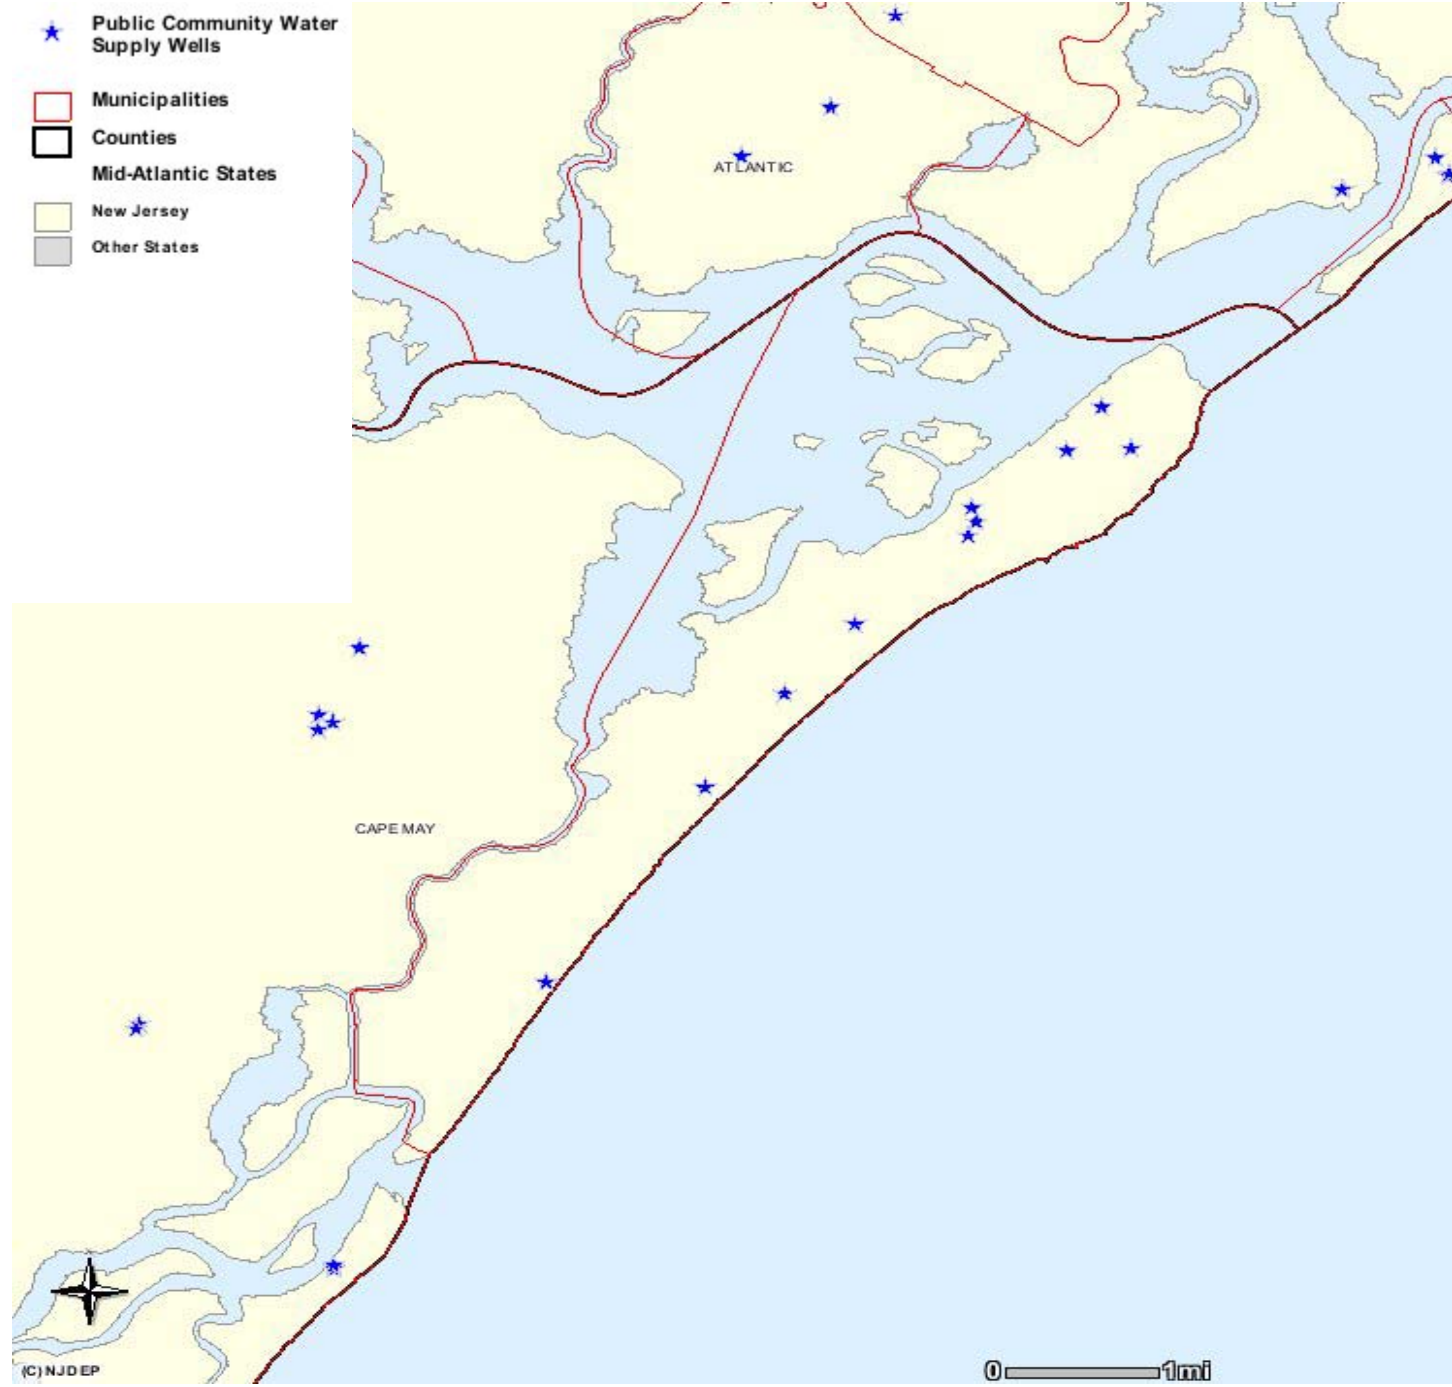 Public Community Water
Supply Wells
Municipalities
Counties
Mid-Atlantic States
New Jersey
Other States
ATLANTIC
CAPE MAY
(C) NJDEP
0 1mi